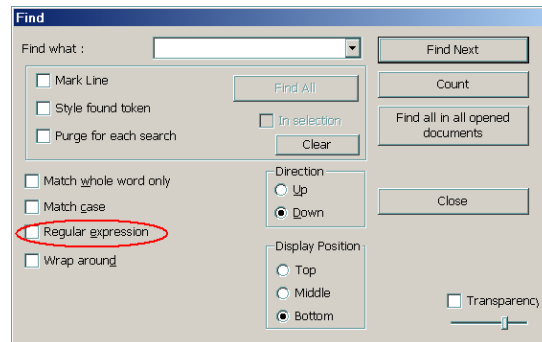 Find
Find what :
Find Next
Mark Line
Find All
Count
Style found token
In selection
Find all in all opened
documents
Purge for each search
Clear
Match whole word only
Direction
Up
Down
Close
Match case
Regular expression
Wrap around
Display Position
Top
Middle
Bottom
Transparency